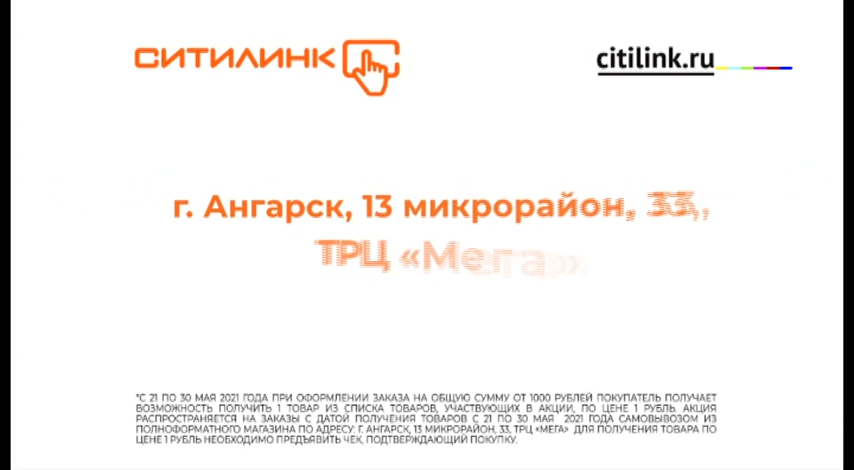 СИТИЛИНК
citilink.ru
г. Ангарск, 13 микрорайон, 33,
ТРЦ «Мега»
*С 21 ПО 30 МАЯ 2021 ГОДА ПРИ ОФОРМЛЕНИИ ЗАКАЗА НА ОБЩУЮ СУММУ ОТ 1000 РУБЛЕЙ ПОКУПАТЕЛЬ ПОЛУЧАЕТ
ВОЗМОЖНОСТЬ ПОЛУЧИТЬ 1 ТОВАР ИЗ СПИСКА ТОВАРОВ, УЧАСТВУЮЩИХ В АКЦИИ, ПО ЦЕНЕ 1 РУБЛЬ. АКЦИЯ
РАСПРОСТРАНЯЕТСЯ НА ЗАКАЗЫ С ДАТОЙ ПОЛУЧЕНИЯ ТОВАРОВ С 21 ПО 30 МАЯ 2021 ГОДА САМОВЫВОЗОМ ИЗ
ПОЛНОФОРМАТНОГО МАГАЗИНА ПО АДРЕСУ: Г. АНГАРСК, 13 МИКРОРАЙОН, 33, ТРЦ «МЕГА» ДЛЯ ПОЛУЧЕНИЯ ТОВАРА ПО
ЦЕНЕ 1 РУБЛЬ НЕОБХОДИМО ПРЕДЪЯВИТЬ ЧЕК, ПОДТВЕРЖДАЮЩИЙ ПОКУПКУ.